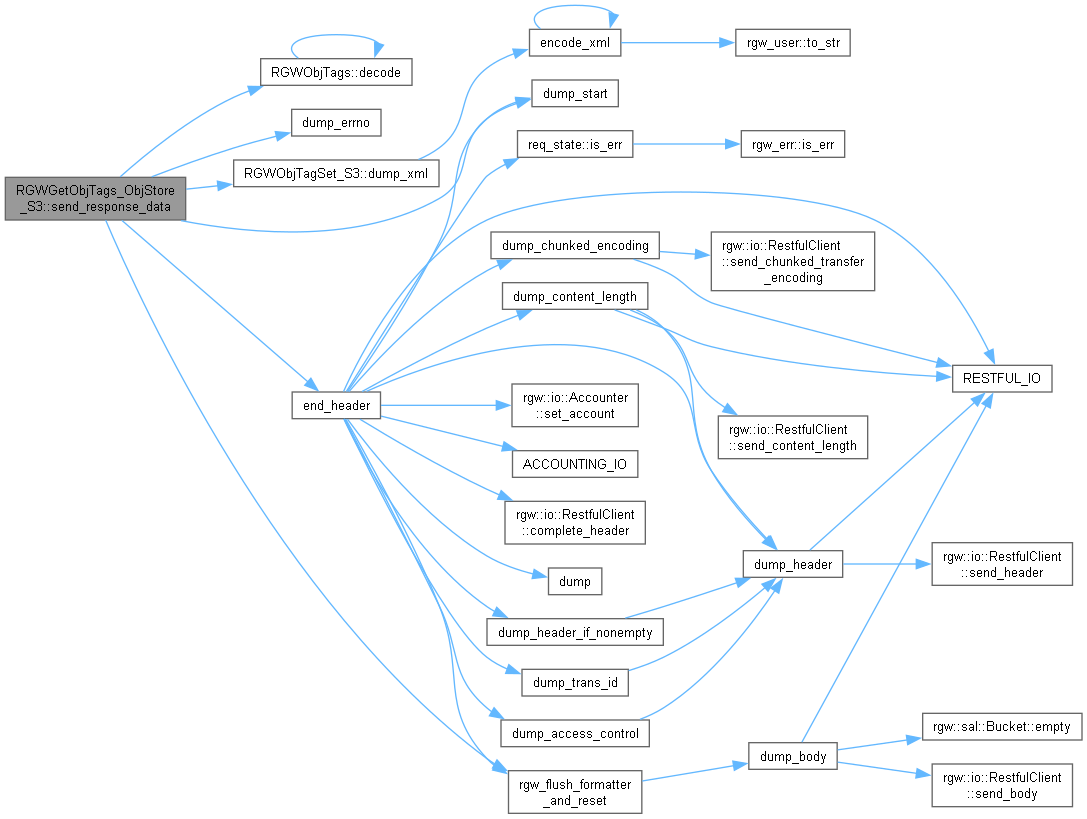 RGWGetObjTags_ObjStore
_S3::send_response_data
RGWObjTags::decode
dump_errno
RGWObjTagSet_S3::dump_xml
end_header
encode_xml
dump_start
req_state::is_err
dump_chunked_encoding
dump_content_length
rgw::io::Accounter
::set_account
ACCOUNTING_IO
rgw::io::RestfulClient
::complete_header
dump
dump_header_if_nonempty
dump_trans_id
dump_access_control
rgw_flush_formatter
_and_reset
rgw_user::to_str
rgw_err::is_err
rgw::io::RestfulClient
::send_chunked_transfer
_encoding
rgw::io::RestfulClient
::send_content_length
dump_header
dump_body
RESTFUL_IO
rgw::io::RestfulClient
::send_header
rgw::sal::Bucket::empty
rgw::io::RestfulClient
::send_body